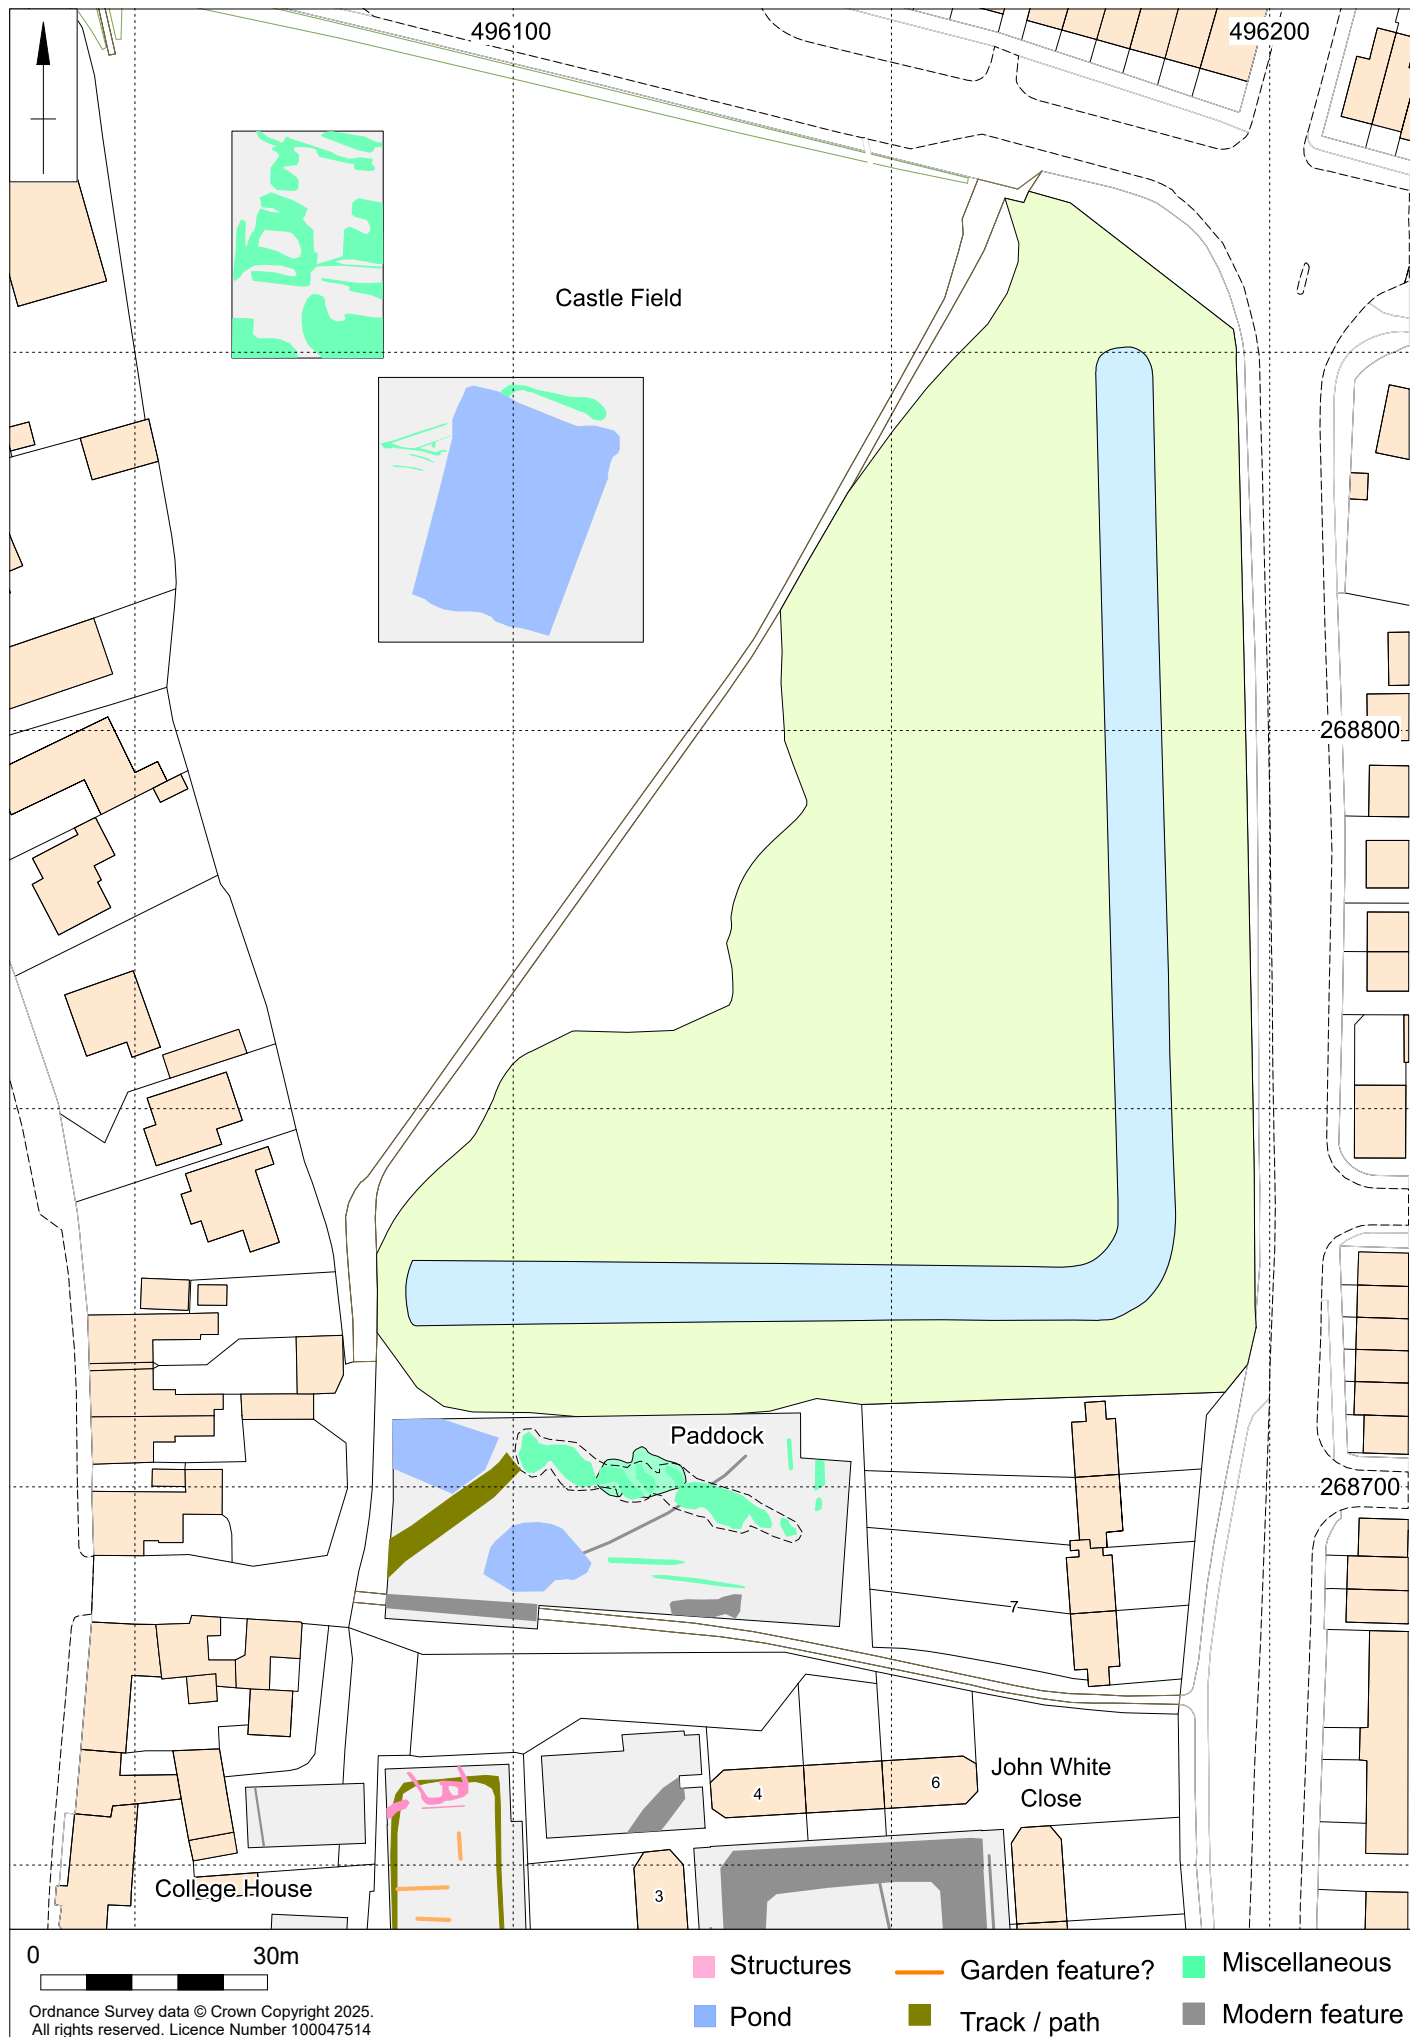 496100
496200
Castle Field
268800
Paddock
268700
7
John White
Close
4
6
College House
3
0
30m
Structures
Garden feature?
Miscellaneous
Pond
Track / path
Modern feature
Ordnance Survey data © Crown Copyright 2025.
All rights reserved. Licence Number 100047514